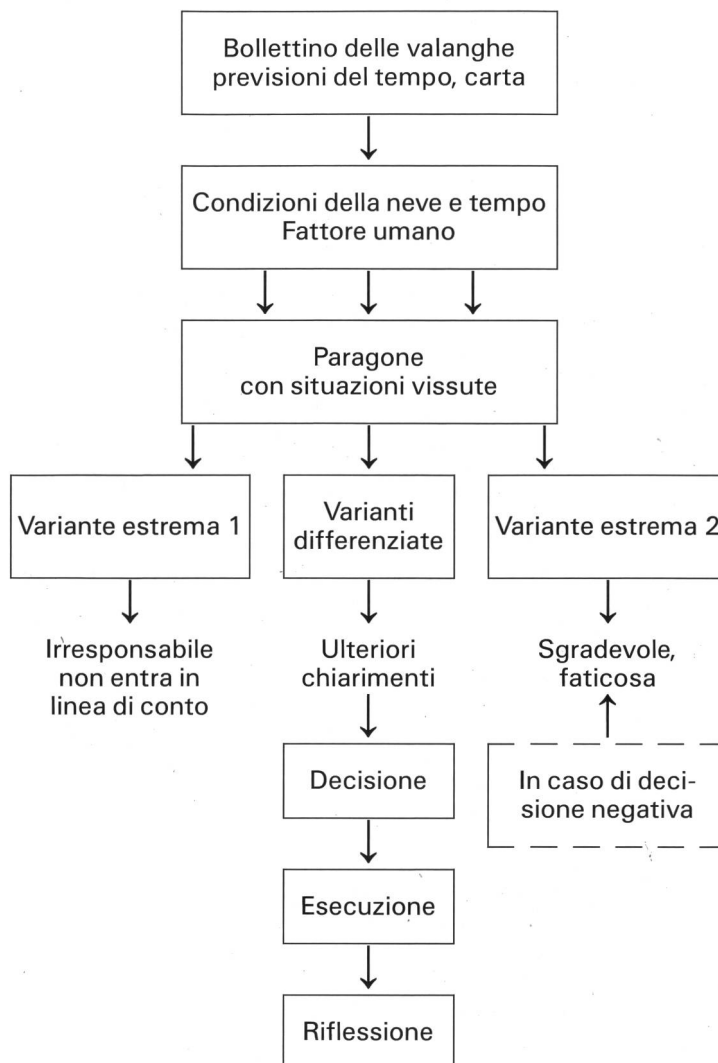 Bollettino delle valanghe
previsioni del tempo, carta
Condizioni della neve e tempo
Fattore umano
Paragone
con situazioni vissute
Variante estrema 1
Varianti
differenziate
Variante estrema 2
Irresponsabile
non entra in
linea di conto
Ulteriori
chiarimenti
Sgradevole,
faticosa
Decisione
In caso di deci-
sione negativa
Esecuzione
Riflessione